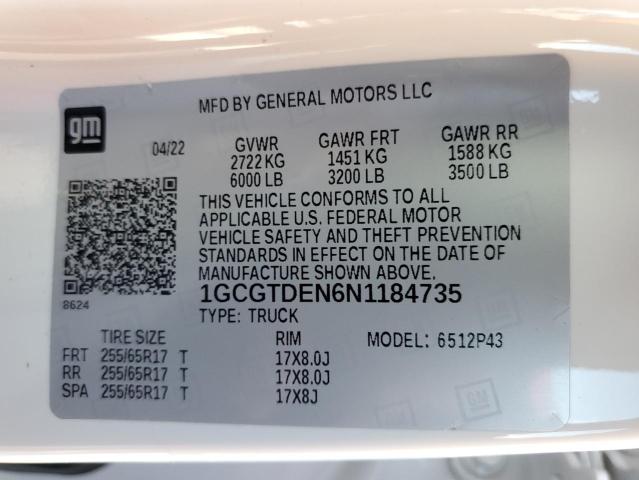 gm
MFD BY GENERAL MOTORS LLC
04/22 GVWR GAWR FRT GAWR RR
2722 KG 1451 KG 1588 KG
6000 LB 3200 LB 3500 LB
THIS VEHICLE CONFORMS TO ALL
APPLICABLE U.S. FEDERAL MOTOR
VEHICLE SAFETY AND THEFT PREVENTION
STANDARDS IN EFFECT ON THE DATE OF
MANUFACTURE SHOWN ABOVE.
8624
1GCGTDEN6N1184735
TYPE: TRUCK
TIRE SIZE RIM MODEL: 6512P43
FRT 255/65R17 T 17X8.0J
RR 255/65R17 T 17X8.0J
SPA 255/65R17 T 17X8J